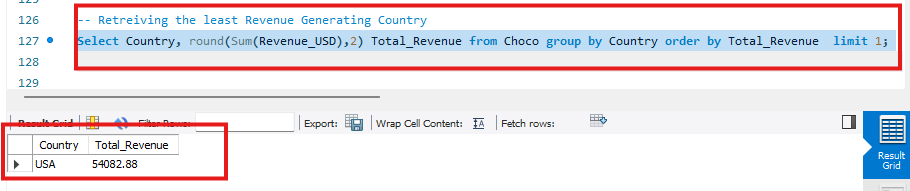 125
126 -- Retreiving the least Revenue Generating Country
127 Select Country, round(Sum(Revenue_USD),2) Total_Revenue from Choco group by Country order by Total_Revenue  limit 1;
128
129
Result Grid Filter Rows: Export: Wrap Cell Content: Fetch rows:
Country Total_Revenue
USA 54082.88
Result
Grid